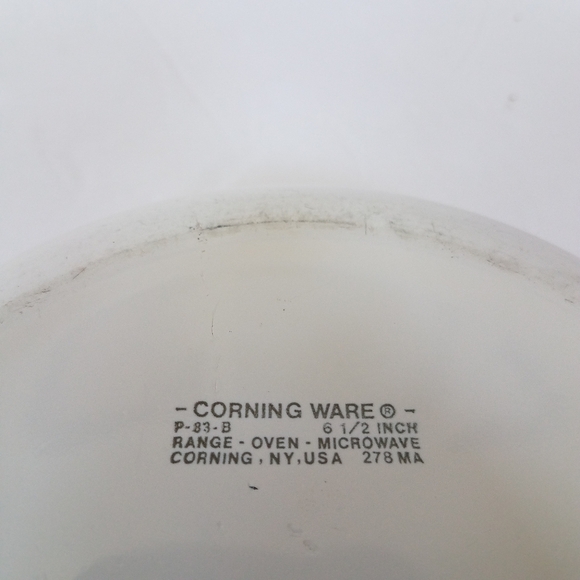 - CORNING WARE ® -
P-83-B 6 1/2 INCH
RANGE - OVEN - MICROWAVE
CORNING, NY, USA 278 MA